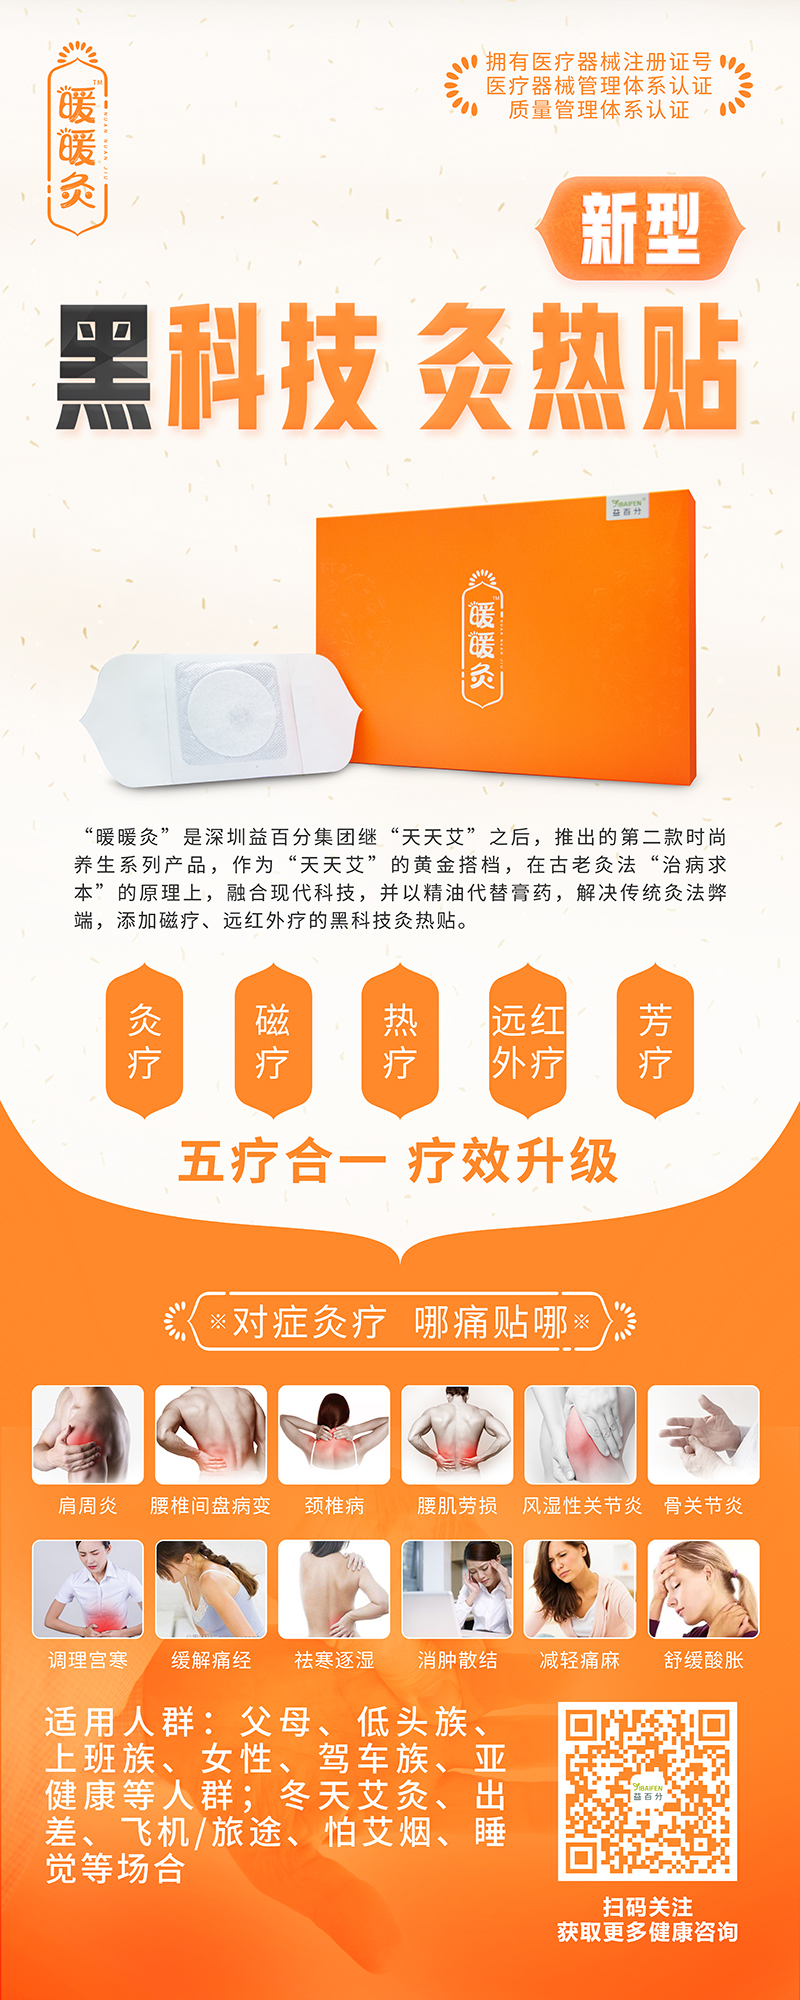 拥有医疗器械注册证号
医疗器械管理体系认证
质量管理体系认证
TM
暖暖灸
NUAN NUAN JIU
新型
黑科技 灸热贴
YIBAIFEN
益百分
TM
暖暖灸
NUAN NUAN JIU
“暖暖灸”是深圳益百分集团继“天天艾”之后，推出的第二款时尚
养生系列产品，作为“天天艾”的黄金搭档，在古老灸法“治病求
本”的原理上，融合现代科技，并以精油代替膏药，解决传统灸法弊
端，添加磁疗、远红外疗的黑科技灸热贴。
灸疗
磁疗
热疗
远红
外疗
芳疗
五疗合一 疗效升级
※对症灸疗 哪痛贴哪※
肩周炎 腰椎间盘病变 颈椎病 腰肌劳损 风湿性关节炎 骨关节炎
调理宫寒 缓解痛经 祛寒逐湿 消肿散结 减轻痛麻 舒缓酸胀
适用人群：父母、低头族、
上班族、女性、驾车族、亚
健康等人群；冬天艾灸、出
差、飞机/旅途、怕艾烟、睡
觉等场合
YIBAIFEN
益百分
扫码关注
获取更多健康咨询